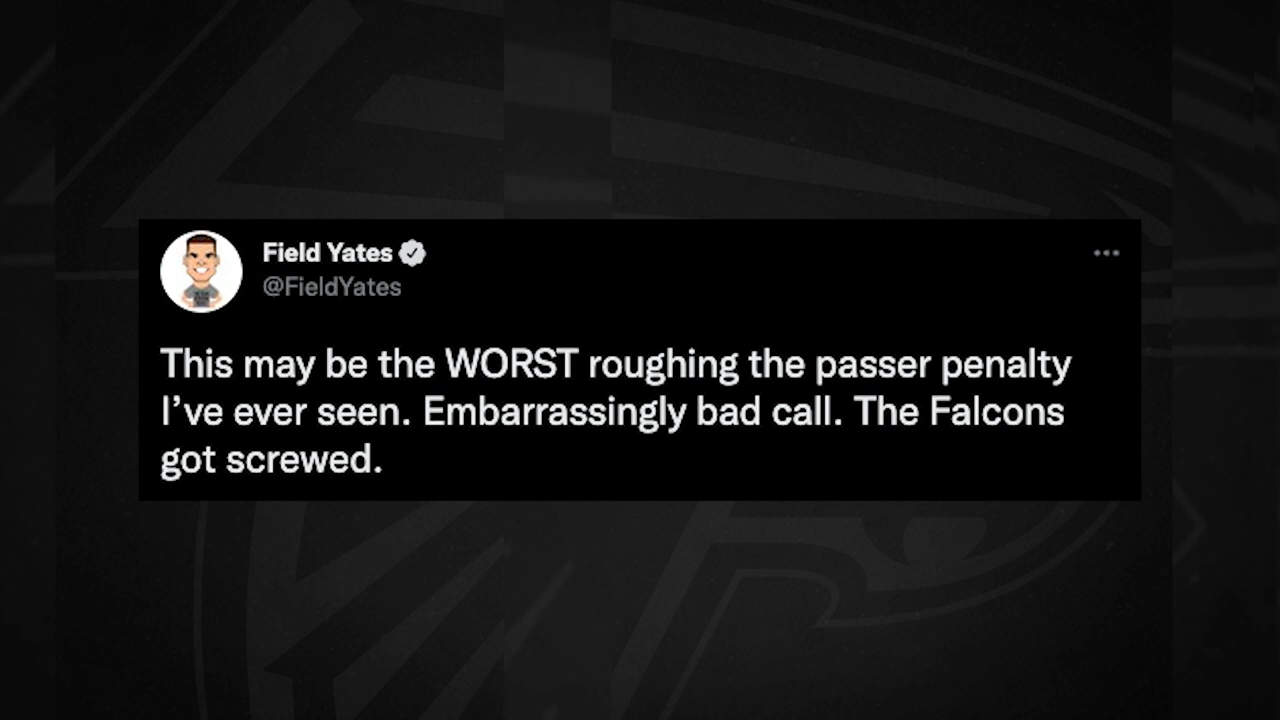 Field Yates
@FieldYates
This may be the WORST roughing the passer penalty
I’ve ever seen. Embarrassingly bad call. The Falcons
got screwed.